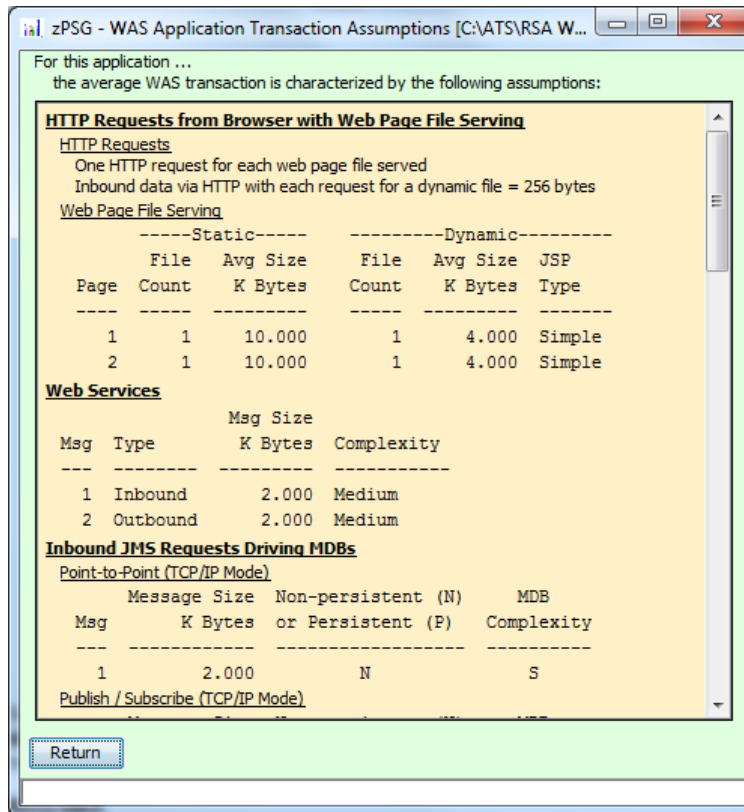 zPSG - WAS Application Transaction Assumptions [C:\ATS\RSA W...
For this application ...
the average WAS transaction is characterized by the following assumptions:
HTTP Requests from Browser with Web Page File Serving
HTTP Requests
One HTTP request for each web page file served
Inbound data via HTTP with each request for a dynamic file = 256 bytes
Web Page File Serving
-----Static----- ---------Dynamic---------
File Avg Size File Avg Size JSP
Page Count K Bytes Count K Bytes Type
---- ----- --------- ----- --------- -------
1 1 10.000 1 4.000 Simple
2 1 10.000 1 4.000 Simple
Web Services
Msg Size
Msg Type K Bytes Complexity
--- -------- --------- -----------
1 Inbound 2.000 Medium
2 Outbound 2.000 Medium
Inbound JMS Requests Driving MDBs
Point-to-Point (TCP/IP Mode)
Message Size Non-persistent (N) MDB
Msg K Bytes or Persistent (P) Complexity
--- ------------ ------------------ ----------
1 2.000 N S
Publish / Subscribe (TCP/IP Mode)
Return